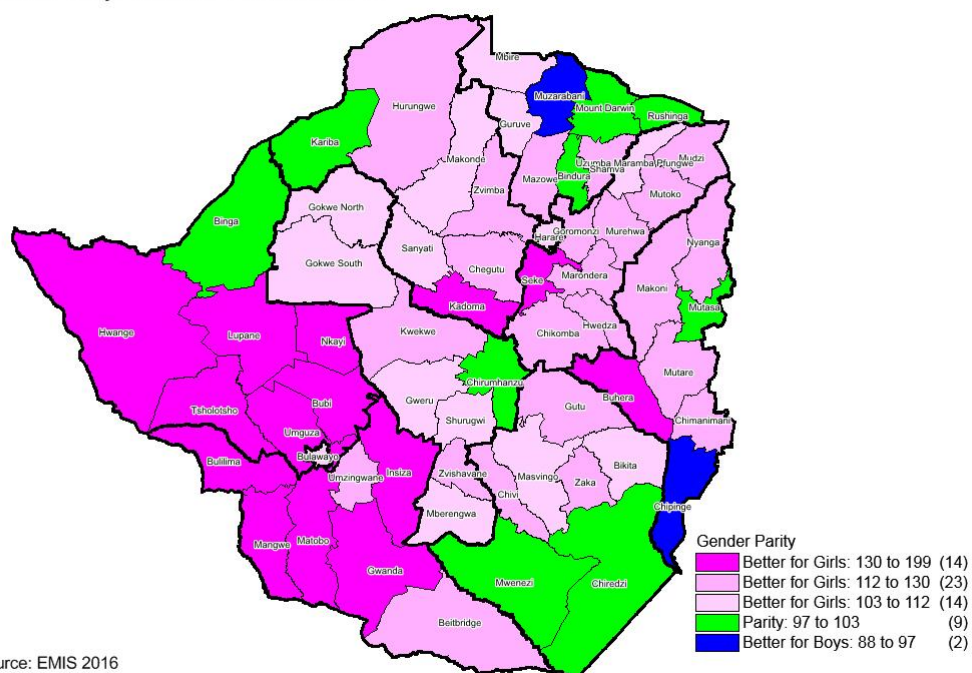 Mbire
Muzarabani
Hurungwe
Mount Darwin
Rushinga
Guruve
Kariba
Makonde
Uzumba Maramba Pfungwe
Mudzi
Shamva
Mazowe
Bindura
Zvimba
Mutoko
Gokwe North
Binga
Goromonzi
Murehwa
Harare
Nyanga
Sanyati
Gokwe South
Chegutu
Seke
Marondera
Makoni
Kadoma
Mutasa
Hwange
Lupane
Nkayi
Kwekwe
Chikomba
Hwedza
Mutare
Chirumhanzu
Buhera
Gweru
Bubi
Tsholotsho
Gutu
Shurugwi
Chimanimani
Umguza
Bulawayo
Bulilima
Umzingwane
Insiza
Zvishavane
Masvingo
Bikita
Zaka
Chivi
Chipinge
Mberengwa
Mangwe
Matobo
Gwanda
Mwenezi
Chiredzi
Beitbridge
Gender Parity
Better for Girls: 130 to 199 (14)
Better for Girls: 112 to 130 (23)
Better for Girls: 103 to 112 (14)
Parity: 97 to 103 (9)
Better for Boys: 88 to 97 (2)
urce: EMIS 2016